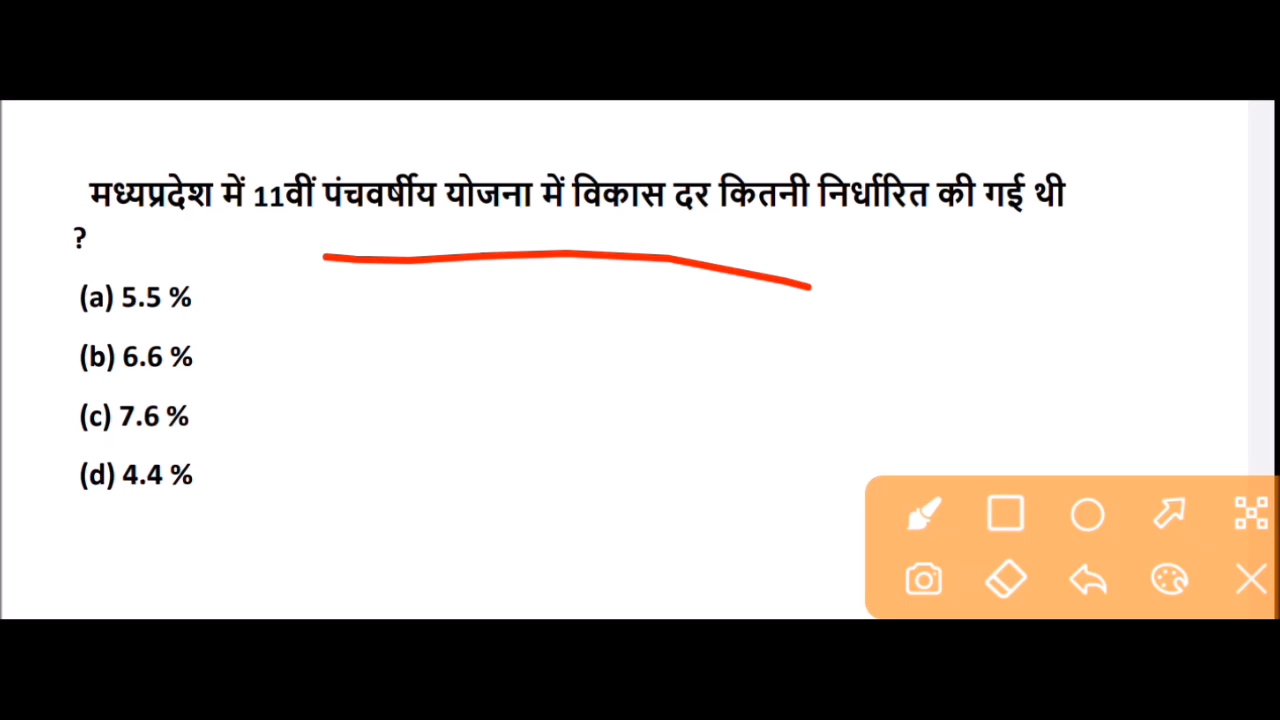 मध्यप्रदेश में 11वीं पंचवर्षीय योजना में विकास दर कितनी निर्धारित की गई थी
?
(a) 5.5 %
(b) 6.6 %
(c) 7.6 %
(d) 4.4 %